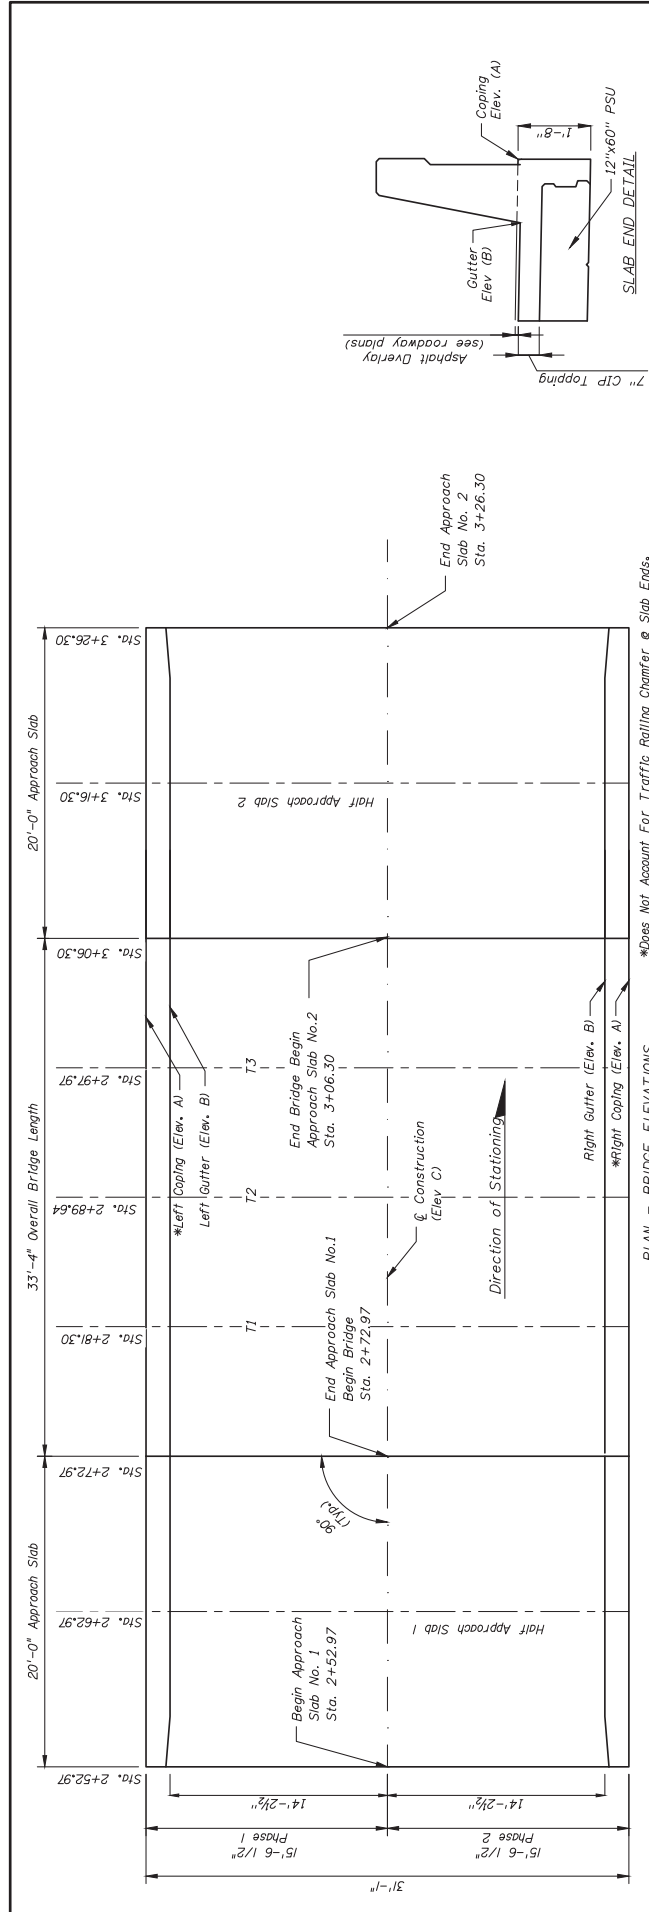 Coping
Elev. (A)
1'-8"
12"x60" PSU
SLAB END DETAIL
Gutter
Elev (B)
Asphalt Overlay
(see roadway plans)
7" CIP Topping
20'-0" Approach Slab
33'-4" Overall Bridge Length
20'-0" Approach Slab
Sta. 2+52.97
Sta. 2+62.97
Sta. 2+72.97
Sta. 2+81.30
Sta. 2+89.64
Sta. 2+97.97
Sta. 3+06.30
Sta. 3+16.30
Sta. 3+26.30
*Left Coping (Elev. A)
Left Gutter (Elev. B)
T1
T2
T3
Begin Approach
Slab No. 1
Sta. 2+52.97
90°
(Typ.)
End Approach Slab No.1
Begin Bridge
Sta. 2+72.97
End Bridge Begin
Approach Slab No.2
Sta. 3+06.30
End Approach
Slab No. 2
Sta. 3+26.30
Half Approach Slab 1
Half Approach Slab 2
℄ Construction
(Elev C)
Direction of Stationing
Right Gutter (Elev. B)
*Right Coping (Elev. A)
14'-2½"
14'-2½"
15'-6 1/2"
Phase 1
15'-6 1/2"
Phase 2
31'-1"
*Does Not Account For Traffic Railing Chamfer @ Slab Ends.
PLAN - BRIDGE ELEVATIONS